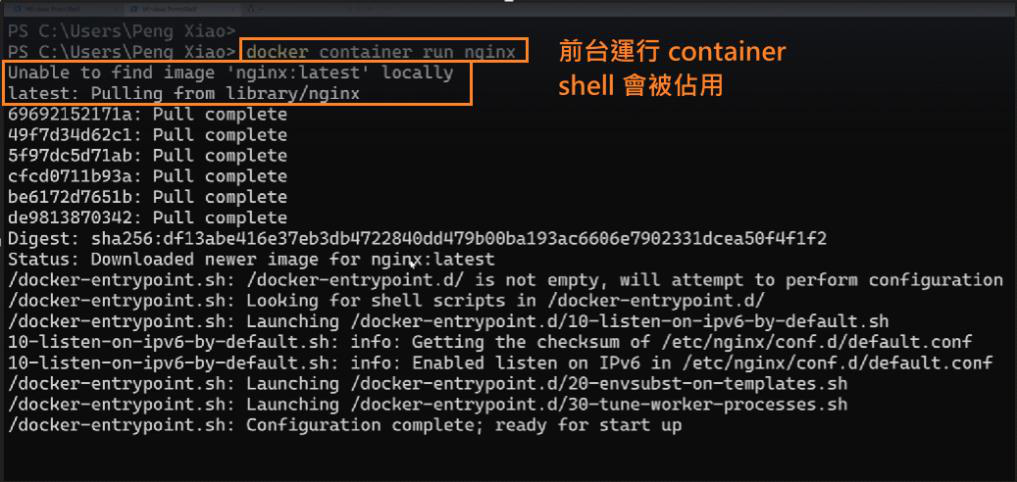 PS C:\Users\Peng Xiao>
PS C:\Users\Peng Xiao> docker container run nginx
前台運行 container
shell 會被佔用
Unable to find image 'nginx:latest' locally
latest: Pulling from library/nginx
69692152171a: Pull complete
49f7d34d62c1: Pull complete
5f97dc5d71ab: Pull complete
cfcd0711b93a: Pull complete
be6172d7651b: Pull complete
de9813870342: Pull complete
Digest: sha256:df13abe416e37eb3db4722840dd479b00ba193ac6606e7902331dcea50f4f1f2
Status: Downloaded newer image for nginx:latest
/docker-entrypoint.sh: /docker-entrypoint.d/ is not empty, will attempt to perform configuration
/docker-entrypoint.sh: Looking for shell scripts in /docker-entrypoint.d/
/docker-entrypoint.sh: Launching /docker-entrypoint.d/10-listen-on-ipv6-by-default.sh
10-listen-on-ipv6-by-default.sh: info: Getting the checksum of /etc/nginx/conf.d/default.conf
10-listen-on-ipv6-by-default.sh: info: Enabled listen on IPv6 in /etc/nginx/conf.d/default.conf
/docker-entrypoint.sh: Launching /docker-entrypoint.d/20-envsubst-on-templates.sh
/docker-entrypoint.sh: Launching /docker-entrypoint.d/30-tune-worker-processes.sh
/docker-entrypoint.sh: Configuration complete; ready for start up